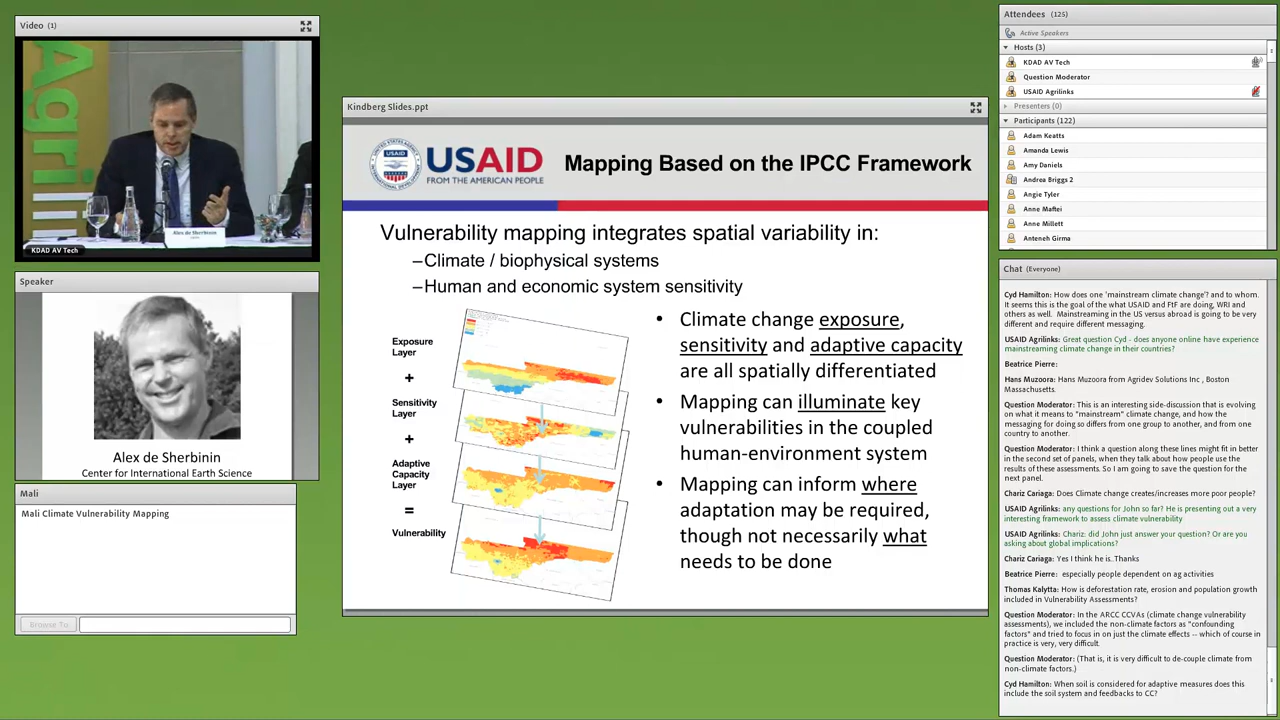 Video (1)
Agril
Alex de Sherbinin
KDAD AV Tech
Speaker
Alex de Sherbinin
Center for International Earth Science
Mali
Mali Climate Vulnerability Mapping
Browse To
Kindberg Slides.ppt
USAID
FROM THE AMERICAN PEOPLE
Mapping Based on the IPCC Framework
Vulnerability mapping integrates spatial variability in:
–Climate / biophysical systems
–Human and economic system sensitivity
Exposure
Layer
+
Sensitivity
Layer
+
Adaptive
Capacity
Layer
=
Vulnerability
• Climate change exposure,
sensitivity and adaptive capacity
are all spatially differentiated
• Mapping can illuminate key
vulnerabilities in the coupled
human-environment system
• Mapping can inform where
adaptation may be required,
though not necessarily what
needs to be done
Attendees (125)
Active Speakers
Hosts (3)
KDAD AV Tech
Question Moderator
USAID Agrilinks
Presenters (0)
Participants (122)
Adam Keatts
Amanda Lewis
Amy Daniels
Andrea Briggs 2
Angie Tyler
Anne Maftei
Anne Millett
Anteneh Girma
Chat (Everyone)
Cyd Hamilton: How does one 'mainstream climate change'? and to whom.
It seems this is the goal of the what USAID and FtF are doing, WRI and
others as well. Mainstreaming in the US versus abroad is going to be very
different and require different messaging.
USAID Agrilinks: Great question Cyd - does anyone online have experience
mainstreaming climate change in their countries?
Beatrice Pierre:
Hans Muzoora: Hans Muzoora from Agridev Solutions Inc , Boston
Massachusetts.
Question Moderator: This is an interesting side-discussion that is evolving
on what it means to "mainstream" climate change, and how the
messaging for doing so differs from one group to another, and from one
country to another.
Question Moderator: I think a question along these lines might fit in better
in the second set of panels, when they talk about how people use the
results of these assessments. So I am going to save the question for the
next panel.
Chariz Cariaga: Does Climate change creates/increases more poor people?
USAID Agrilinks: any questions for John so far? He is presenting out a very
interesting framework to assess climate vulnerability
USAID Agrilinks: Chariz: did John just answer your question? Or are you
asking about global implications?
Chariz Cariaga: Yes I think he is. Thanks
Beatrice Pierre: especially people dependent on ag activities
Thomas Kalytta: How is deforestation rate, erosion and population growth
included in Vulnerability Assessments?
Question Moderator: In the ARCC CCVAs (climate change vulnerability
assessments), we included the non-climate factors as "confounding
factors" and tried to focus in on just the climate effects -- which of course in
practice is very, very difficult.
Question Moderator: (That is, it is very difficult to de-couple climate from
non-climate factors.)
Cyd Hamilton: When soil is considered for adaptive measures does this
include the soil system and feedbacks to CC?